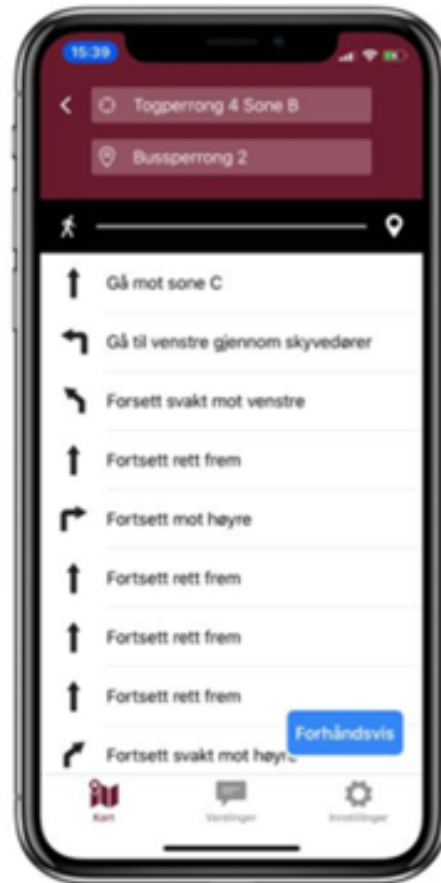 15:39
Togperrong 4 Sone B
Bussperrong 2
Gå mot sone C
Gå til venstre gjennom skyvedører
Forsett svakt mot venstre
Fortsett rett frem
Fortsett mot høyre
Fortsett rett frem
Fortsett rett frem
Fortsett rett frem
Forhåndsvis
Fortsett svakt mot høyre
Kart
Varslinger
Innstillinger